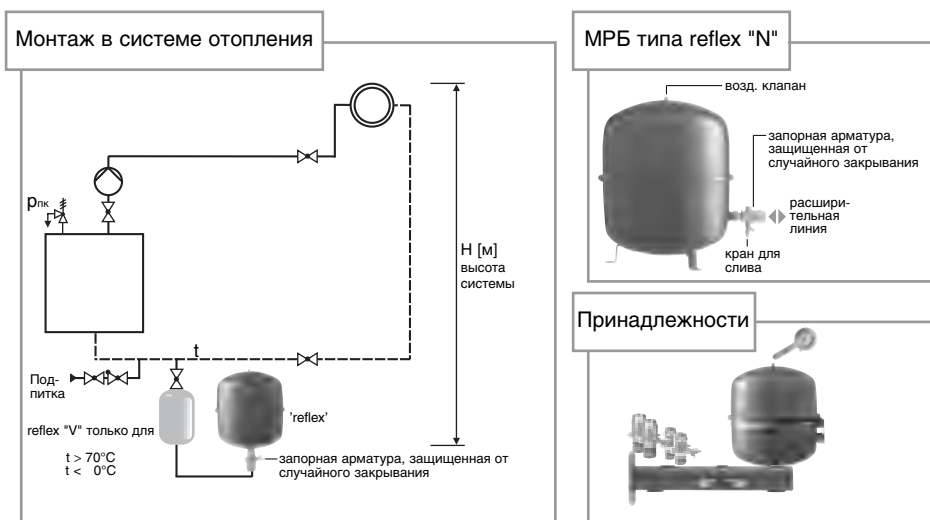 Монтаж в системе отопления
pпк
H [м]
высота
системы
t
Под-
питка
reflex "V" только для
t > 70°C
t < 0°C
'reflex'
запорная арматура, защищенная от
случайного закрывания
МРБ типа reflex "N"
возд. клапан
запорная арматура,
защищенная от
случайного закрывания
расшири-
тельная
линия
кран для
слива
Принадлежности